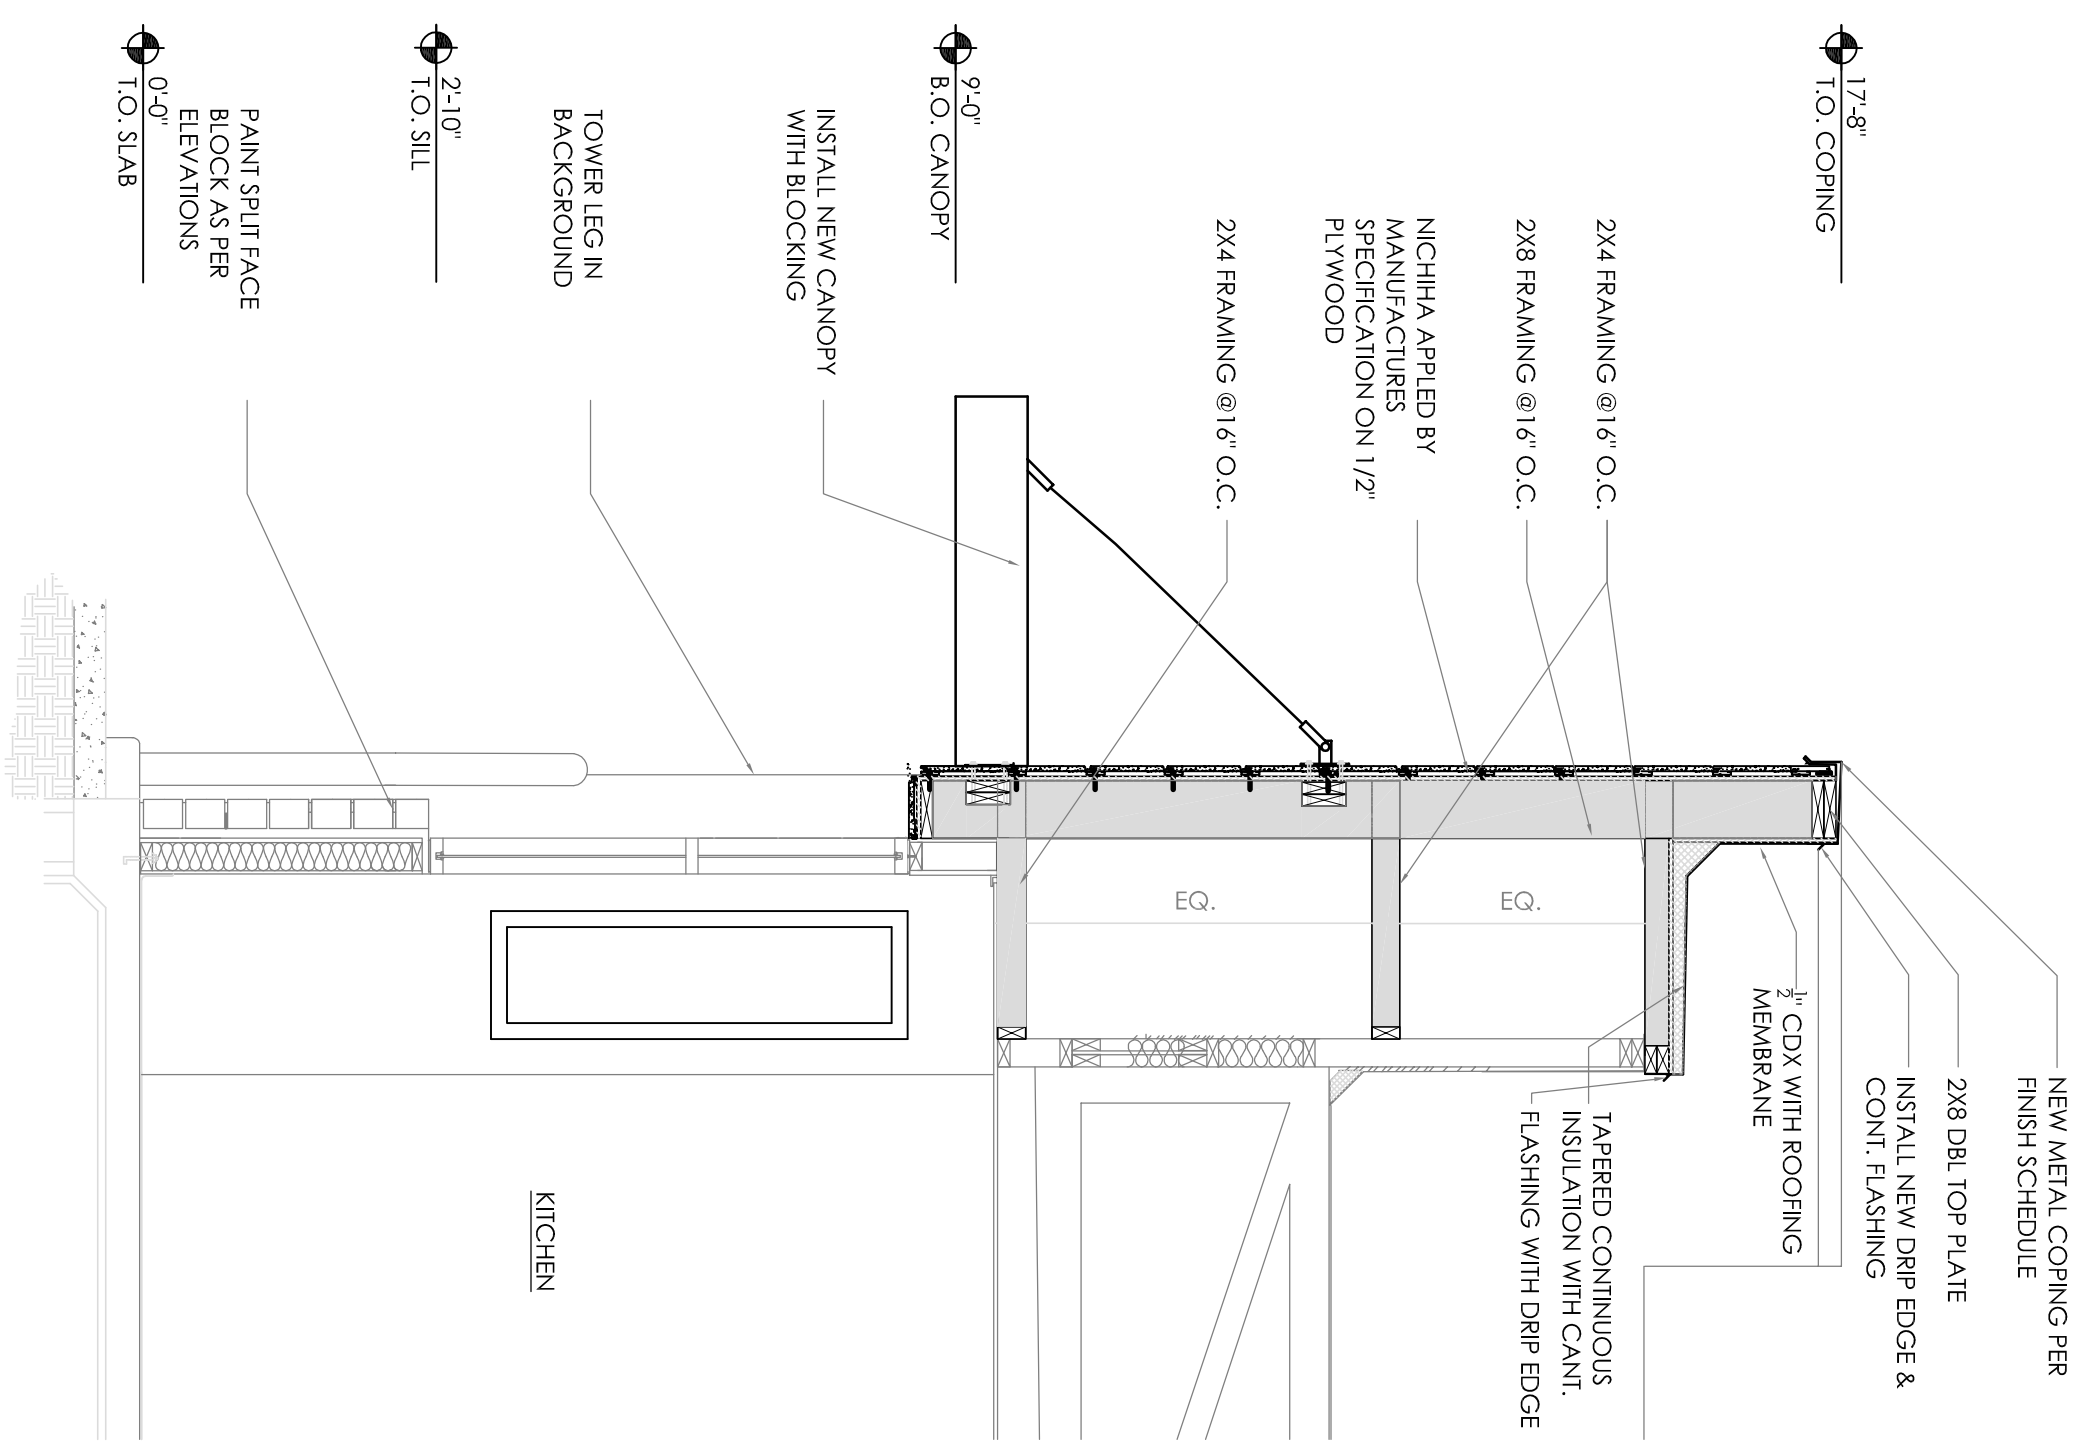 NEW METAL COPING PER
FINISH SCHEDULE
2X8 DBL TOP PLATE
INSTALL NEW DRIP EDGE &
CONT. FLASHING
1/2" CDX WITH ROOFING
MEMBRANE
TAPERED CONTINUOUS
INSULATION WITH CANT.
FLASHING WITH DRIP EDGE
17'-8"
T.O. COPING
2X4 FRAMING @16" O.C.
2X8 FRAMING @16" O.C.
NICHIHA APPLED BY
MANUFACTURES
SPECIFICATION ON 1/2"
PLYWOOD
2X4 FRAMING @16" O.C.
EQ.
EQ.
9'-0"
B.O. CANOPY
INSTALL NEW CANOPY
WITH BLOCKING
TOWER LEG IN
BACKGROUND
KITCHEN
2'-10"
T.O. SILL
PAINT SPLIT FACE
BLOCK AS PER
ELEVATIONS
0'-0"
T.O. SLAB